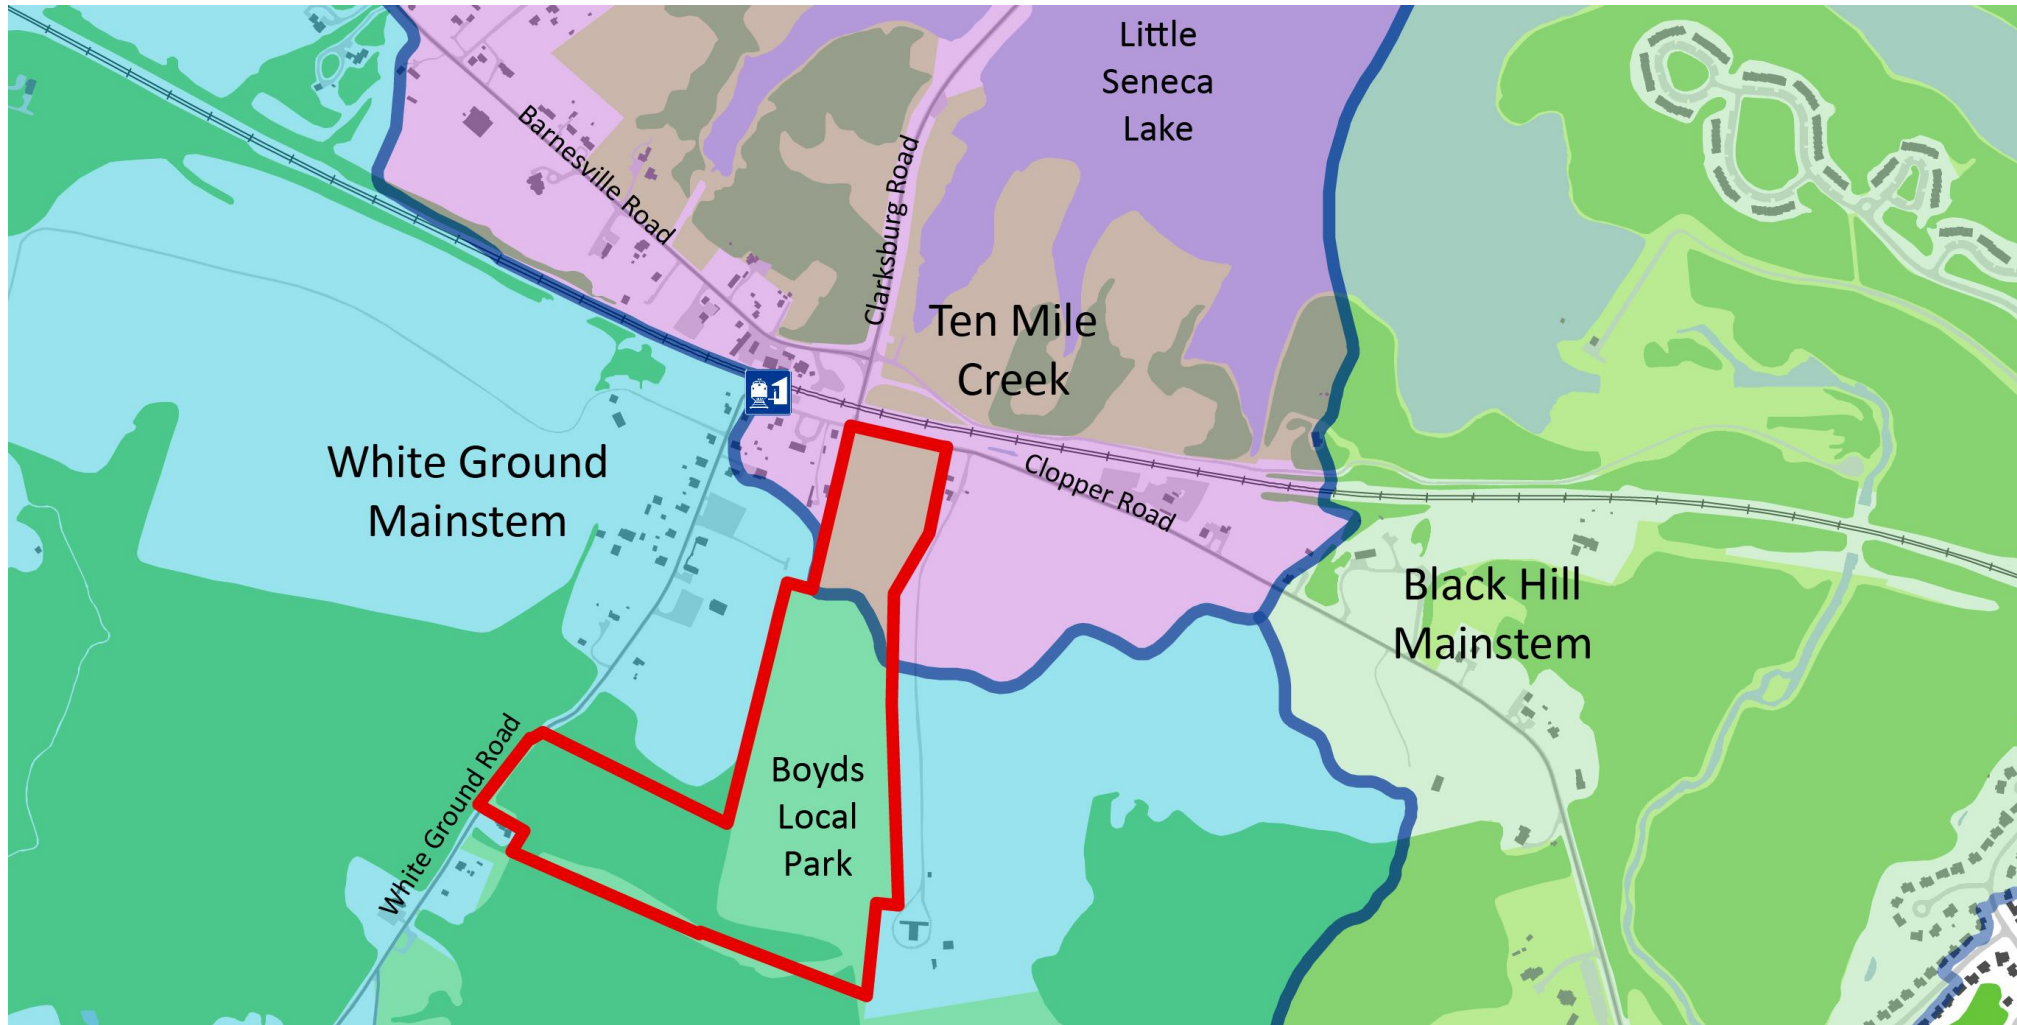 Little
Seneca
Lake
Barnesville Road
Clarksburg Road
Ten Mile
Creek
White Ground
Mainstem
Clopper Road
Black Hill
Mainstem
White Ground Road
Boyds
Local
Park